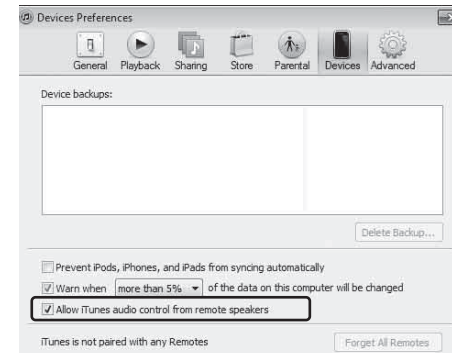 Devices Preferences
General Playback Sharing Store Parental Devices Advanced
Device backups:
Delete Backup...
Prevent iPods, iPhones, and iPads from syncing automatically
Warn when more than 5% of the data on this computer will be changed
Allow iTunes audio control from remote speakers
iTunes is not paired with any Remotes
Forget All Remotes